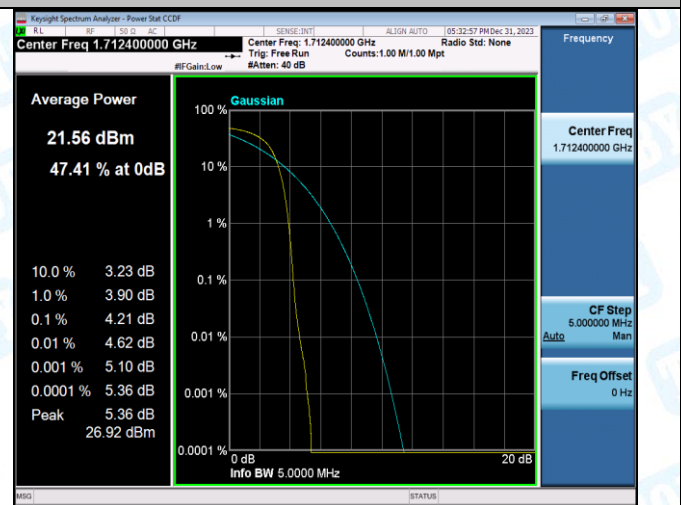 Keysight Spectrum Analyzer - Power Stat CCDF
RL RF 50 Ω AC SENSE:INT ALIGN AUTO 05:32:57 PM Dec 31, 2023
Center Freq 1.712400000 GHz
Center Freq: 1.712400000 GHz Radio Std: None
Trig: Free Run Counts:1.00 M/1.00 Mpt
#IFGain:Low #Atten: 40 dB
Frequency
Average Power
21.56 dBm
47.41 % at 0dB
10.0 % 3.23 dB
1.0 % 3.90 dB
0.1 % 4.21 dB
0.01 % 4.62 dB
0.001 % 5.10 dB
0.0001 % 5.36 dB
Peak 5.36 dB
26.92 dBm
Gaussian
100 %
10 %
1 %
0.1 %
0.01 %
0.001 %
0.0001 %
0 dB 20 dB
Info BW 5.0000 MHz
Center Freq
1.712400000 GHz
CF Step
5.000000 MHz
Auto Man
Freq Offset
0 Hz
MSG STATUS